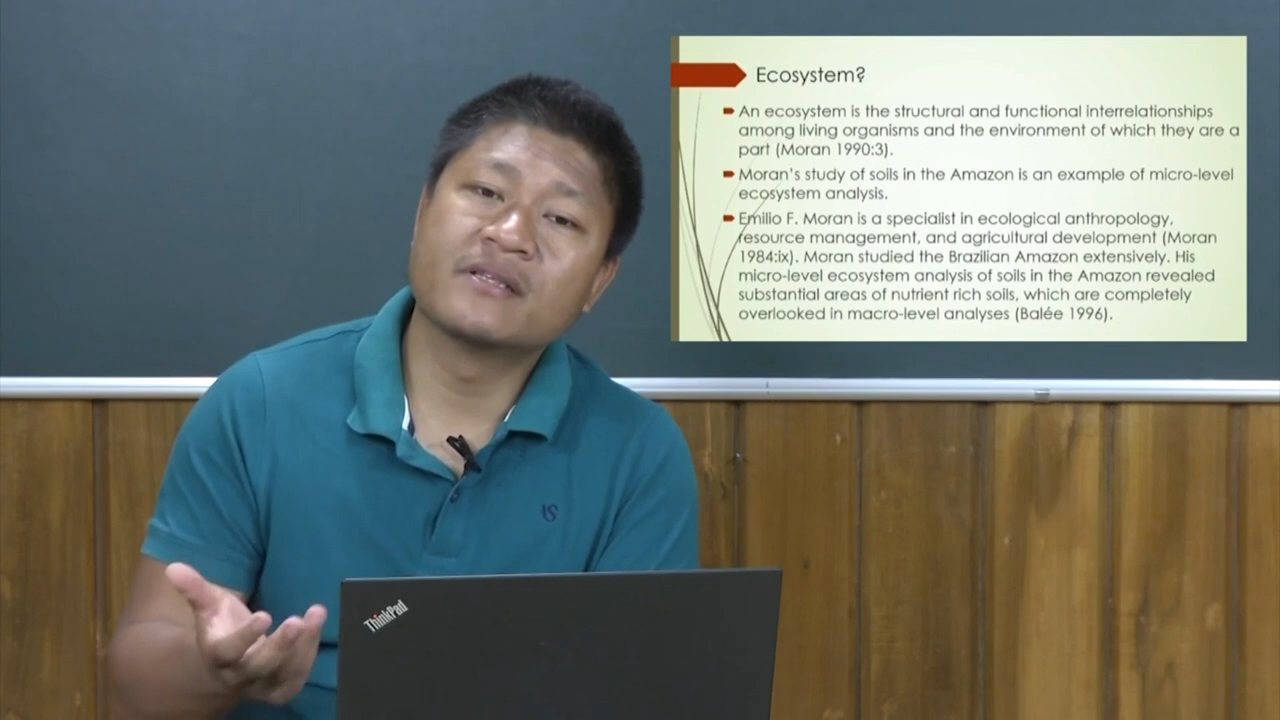 Ecosystem?
An ecosystem is the structural and functional interrelationships
among living organisms and the environment of which they are a
part (Moran 1990:3).
Moran's study of soils in the Amazon is an example of micro-level
ecosystem analysis.
Emilio F. Moran is a specialist in ecological anthropology,
resource management, and agricultural development (Moran
1984:ix). Moran studied the Brazilian Amazon extensively. His
micro-level ecosystem analysis of soils in the Amazon revealed
substantial areas of nutrient rich soils, which are completely
overlooked in macro-level analyses (Balée 1996).
ThinkPad